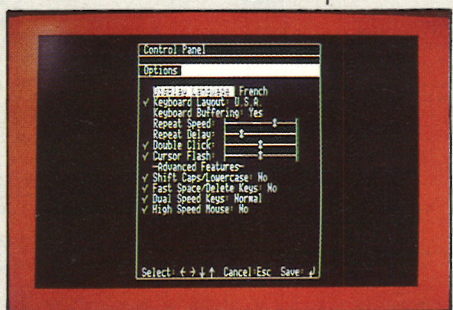 Control Panel
Options
Display Language: French
✓ Keyboard Layout: U.S.A.
Keyboard Buffering: Yes
Repeat Speed:
Repeat Delay:
✓ Double Click:
✓ Cursor Flash:
—Advanced Features—
✓ Shift Caps/Lowercase: No
✓ Fast Space/Delete Keys: No
✓ Dual Speed Keys: Normal
✓ High Speed Mouse: No
Select: ← → ↓ ↑ Cancel:Esc Save: ↵